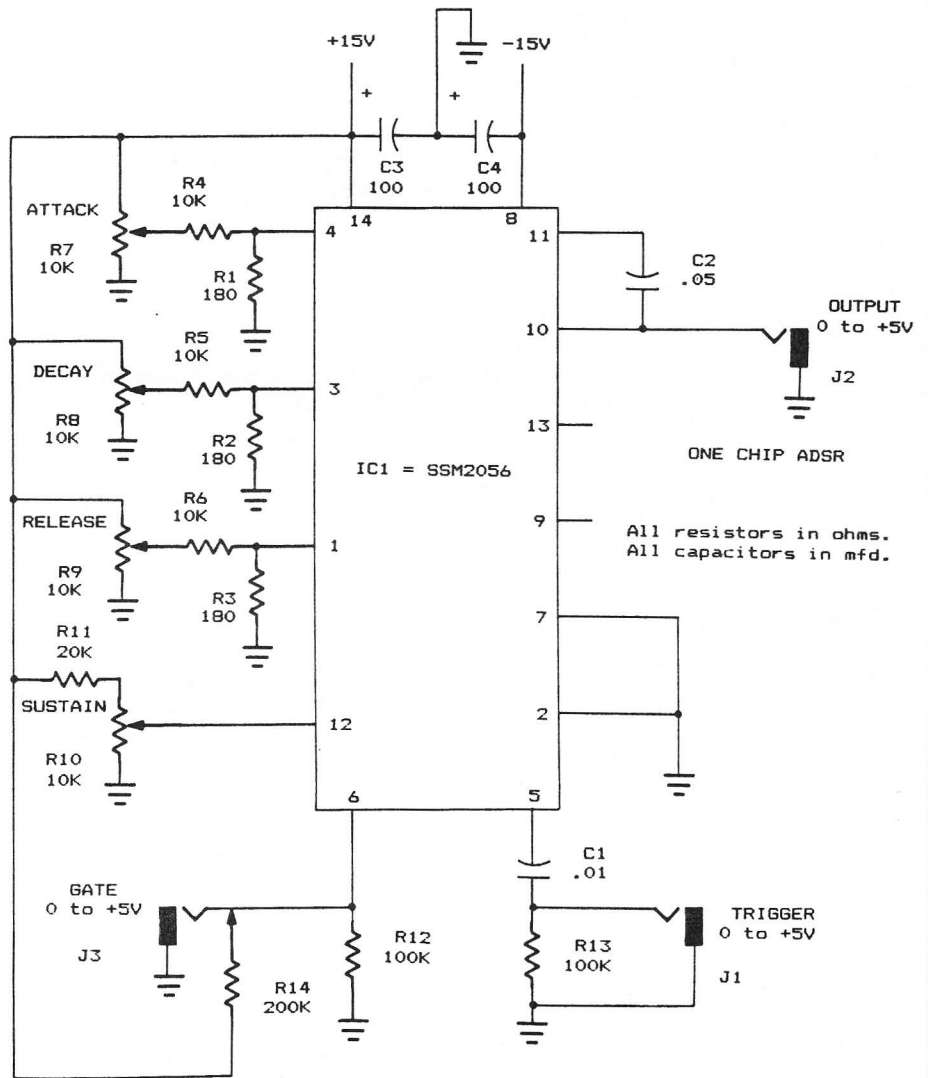 +15V
-15V
+
+
C3
100
C4
100
R4
10K
ATTACK
R7
10K
R1
180
14
8
4
11
C2
.05
OUTPUT
0 to +5V
J2
10
R5
10K
DECAY
R8
10K
R2
180
3
13
IC1 = SSM2056
ONE CHIP ADSR
R6
10K
RELEASE
R9
10K
R3
180
1
9
All resistors in ohms.
All capacitors in mfd.
7
R11
20K
SUSTAIN
R10
10K
12
2
6
5
C1
.01
GATE
0 to +5V
J3
R14
200K
R12
100K
R13
100K
TRIGGER
0 to +5V
J1